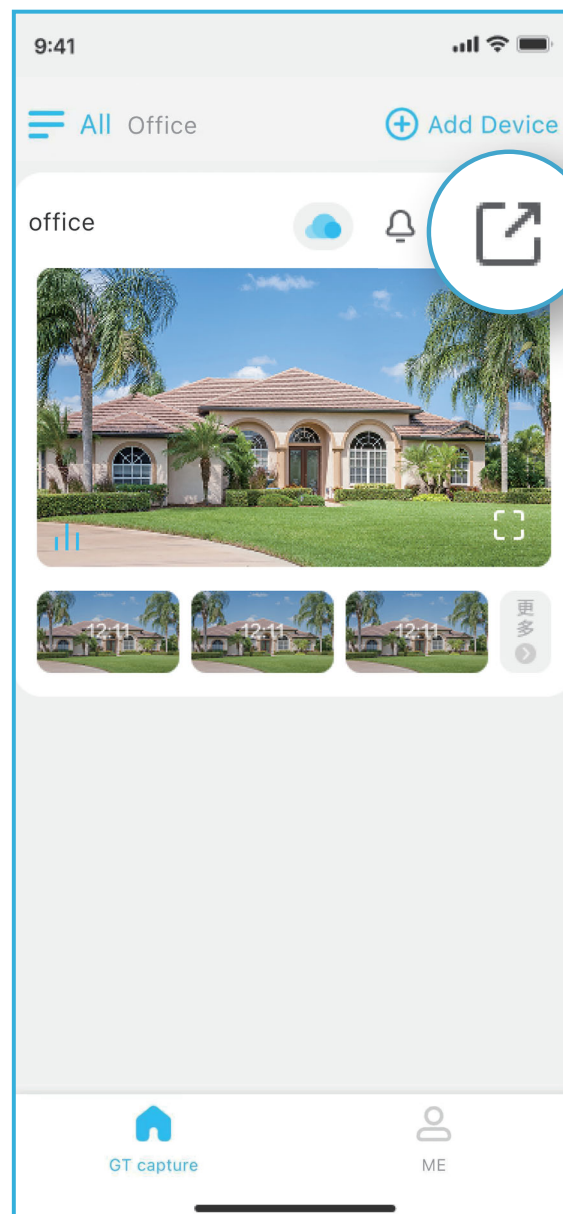 9:41
All Office
Add Device
office
12:11
12:11
12:11
更多
GT capture
ME